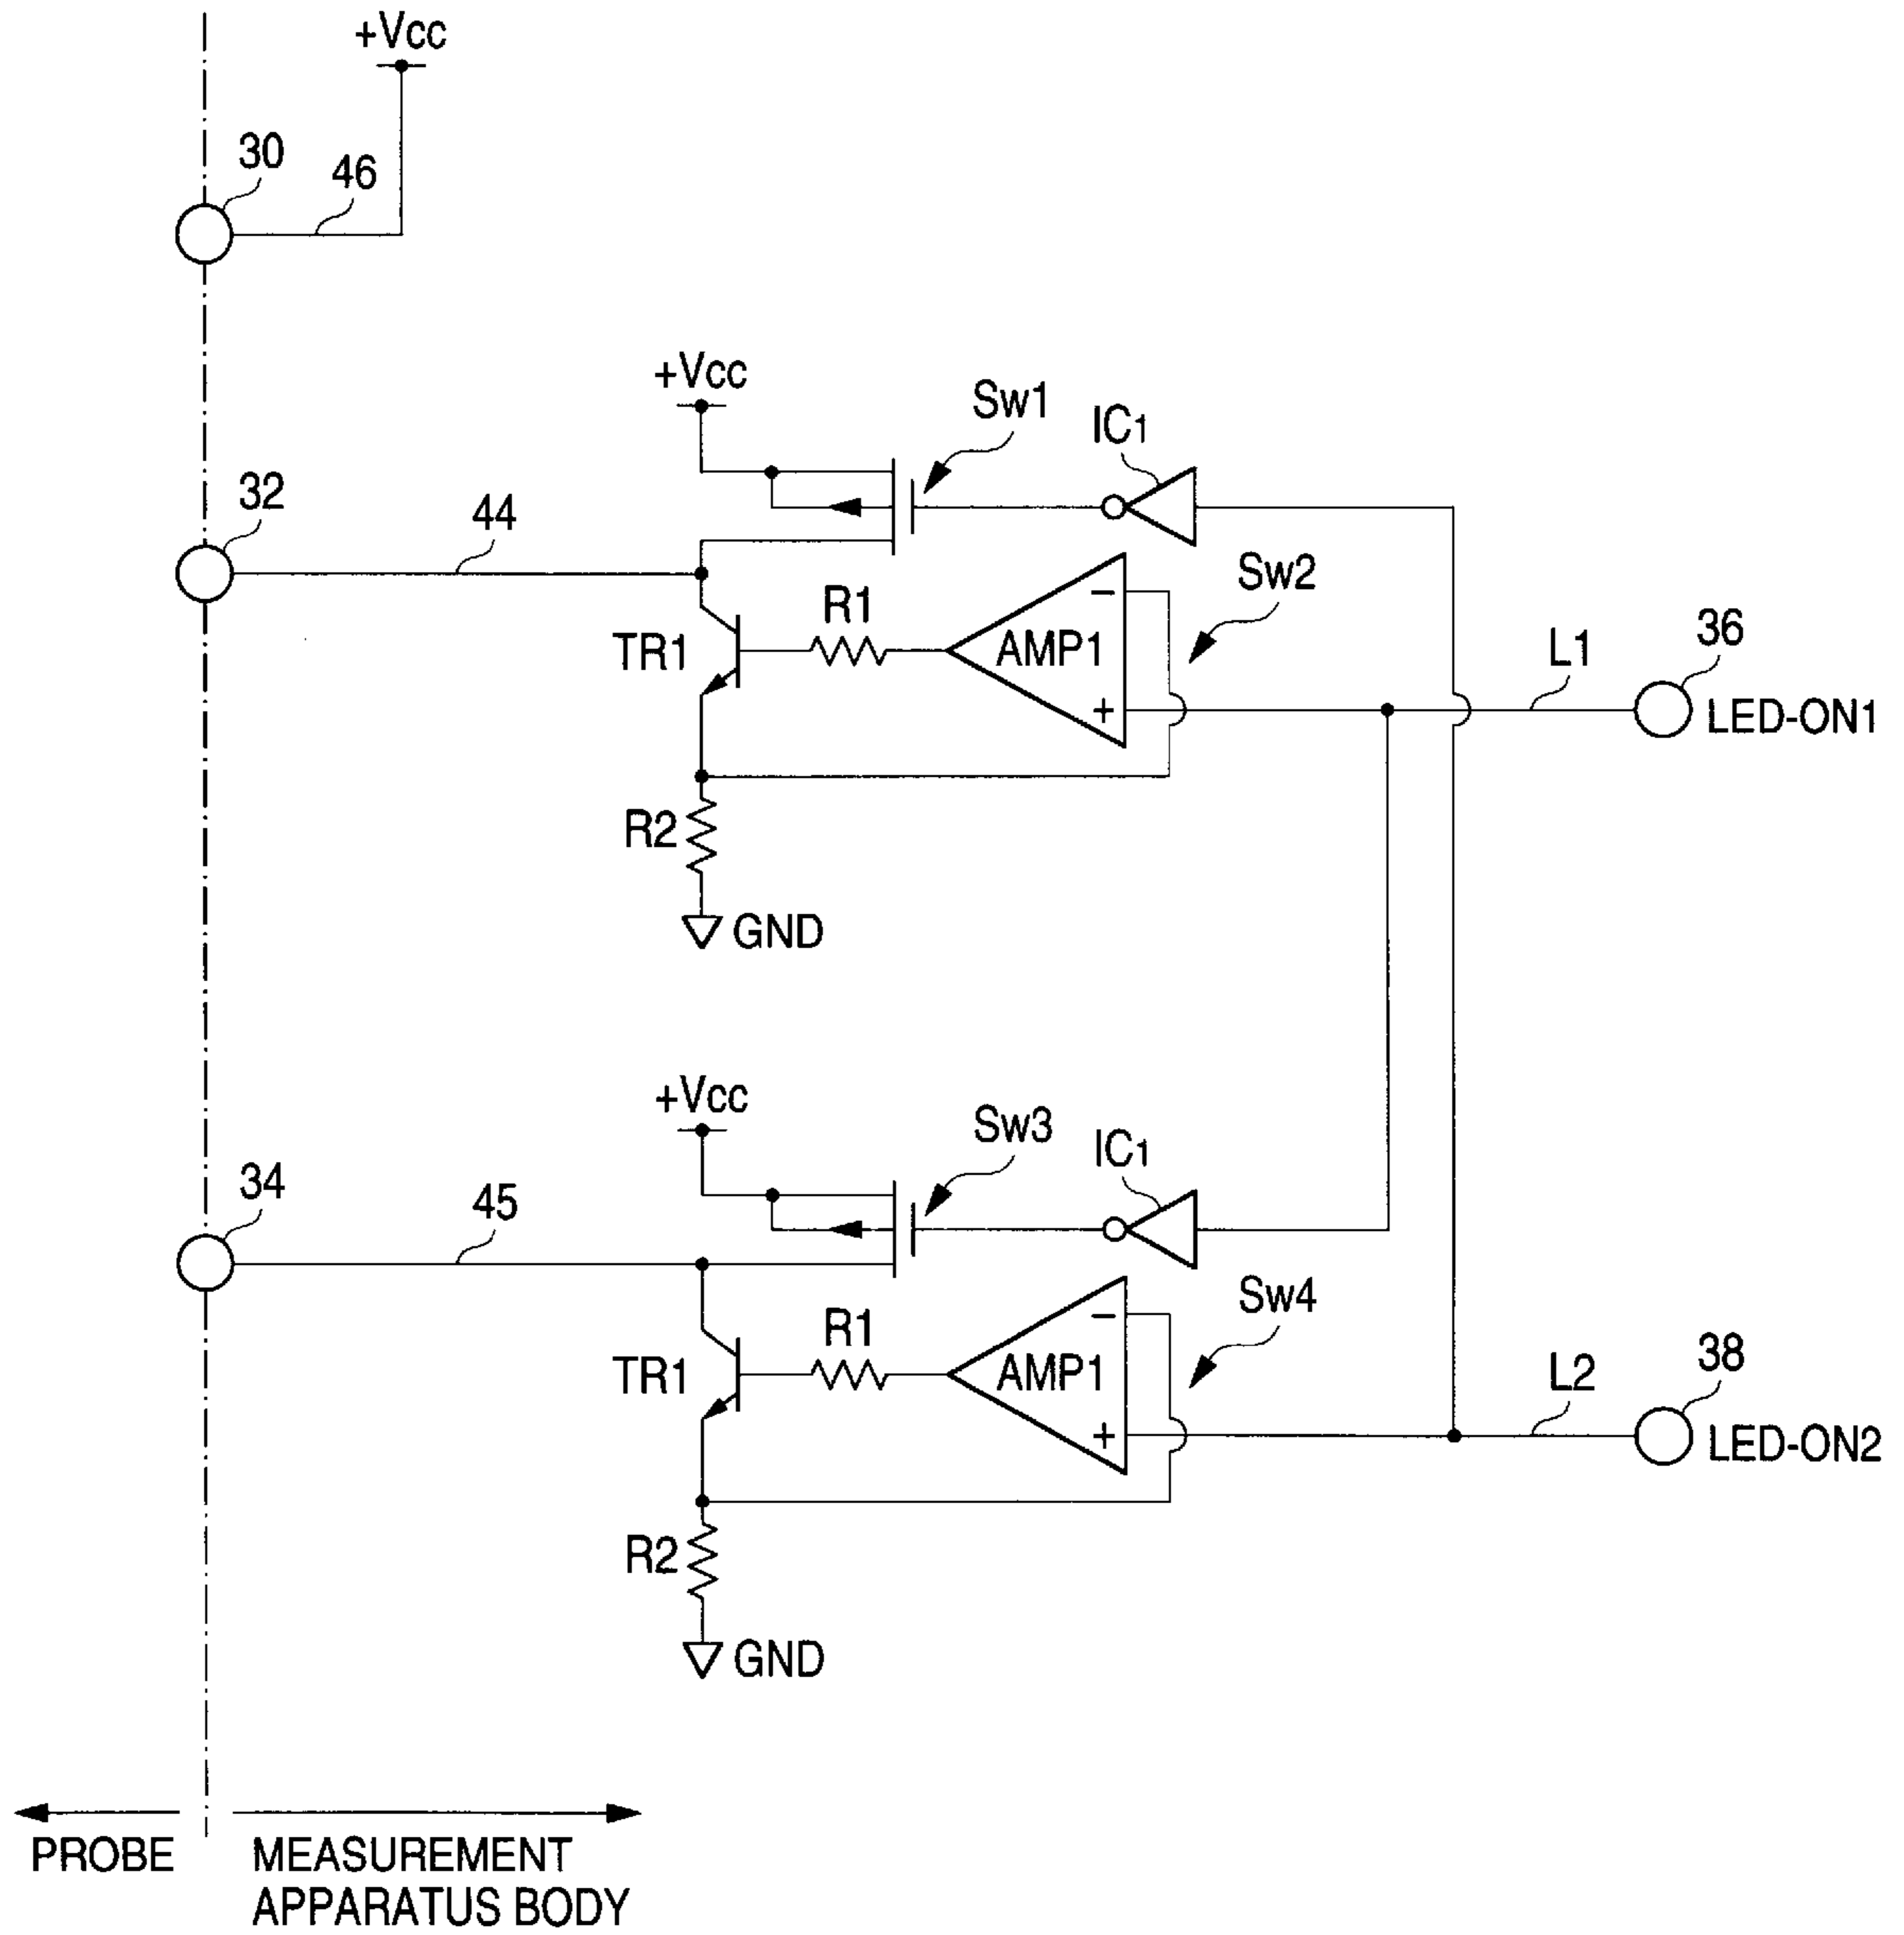 +Vcc
30
46
+Vcc
Sw1
IC1
32
44
Sw2
R1
TR1
AMP1
−
+
L1
36
LED-ON1
R2
GND
+Vcc
Sw3
IC1
34
45
Sw4
R1
TR1
AMP1
−
+
L2
38
LED-ON2
R2
GND
PROBE
MEASUREMENT
APPARATUS BODY